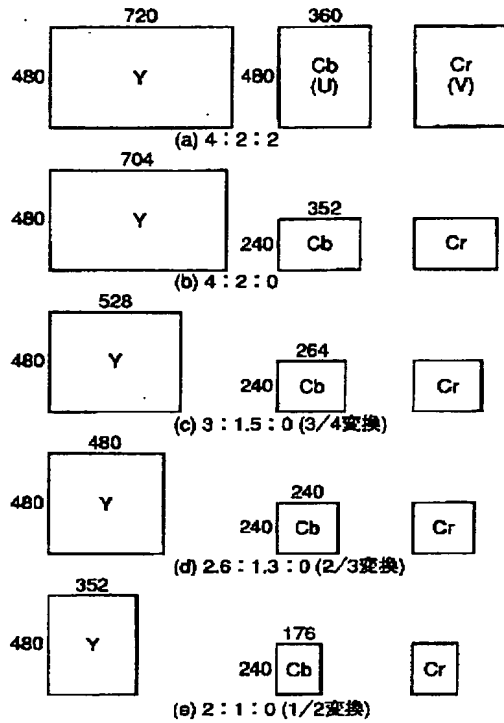 720 360
480 Y 480 Cb (U) Cr (V)
(a) 4：2：2
704
480 Y 352
240 Cb Cr
(b) 4：2：0
528
480 Y 264
240 Cb Cr
(c) 3：1.5：0 (3/4変換)
480 240
480 Y 240 Cb Cr
(d) 2.6：1.3：0 (2/3変換)
352
480 Y 176
240 Cb Cr
(e) 2：1：0 (1/2変換)